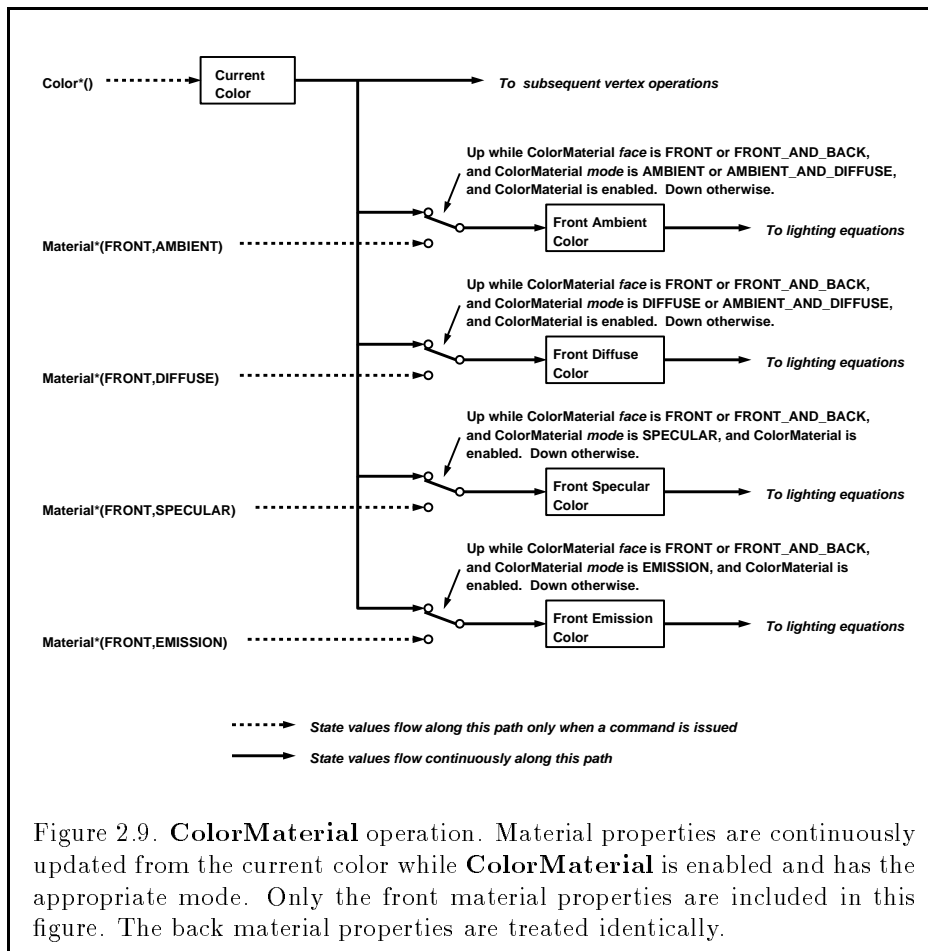 Color*()
Current
Color
To subsequent vertex operations
Up while ColorMaterial face is FRONT or FRONT_AND_BACK,
and ColorMaterial mode is AMBIENT or AMBIENT_AND_DIFFUSE,
and ColorMaterial is enabled. Down otherwise.
Material*(FRONT,AMBIENT)
Front Ambient
Color
To lighting equations
Up while ColorMaterial face is FRONT or FRONT_AND_BACK,
and ColorMaterial mode is DIFFUSE or AMBIENT_AND_DIFFUSE,
and ColorMaterial is enabled. Down otherwise.
Material*(FRONT,DIFFUSE)
Front Diffuse
Color
To lighting equations
Up while ColorMaterial face is FRONT or FRONT_AND_BACK,
and ColorMaterial mode is SPECULAR, and ColorMaterial is
enabled. Down otherwise.
Material*(FRONT,SPECULAR)
Front Specular
Color
To lighting equations
Up while ColorMaterial face is FRONT or FRONT_AND_BACK,
and ColorMaterial mode is EMISSION, and ColorMaterial is
enabled. Down otherwise.
Material*(FRONT,EMISSION)
Front Emission
Color
To lighting equations
State values flow along this path only when a command is issued
State values flow continuously along this path
Figure 2.9. ColorMaterial operation. Material properties are continuously
updated from the current color while ColorMaterial is enabled and has the
appropriate mode. Only the front material properties are included in this
figure. The back material properties are treated identically.